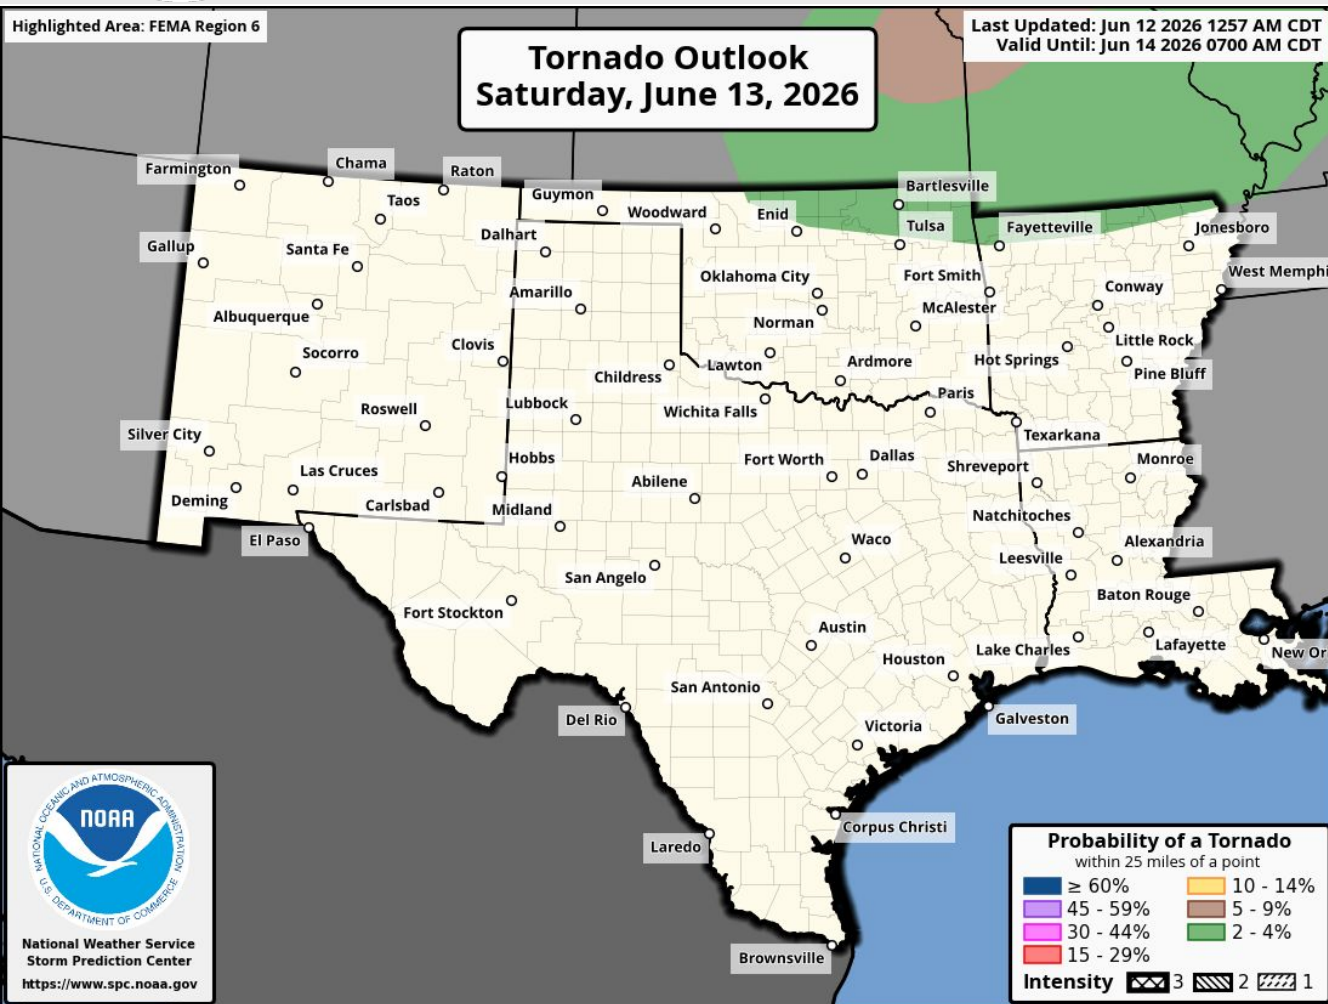 Highlighted Area: FEMA Region 6
Last Updated: Jun 12 2026 1257 AM CDT
Valid Until: Jun 14 2026 0700 AM CDT
Tornado Outlook
Saturday, June 13, 2026
Farmington
Chama
Raton
Taos
Guymon
Woodward
Enid
Bartlesville
Tulsa
Fayetteville
Jonesboro
Gallup
Santa Fe
Dalhart
Oklahoma City
Fort Smith
West Memphi
Albuquerque
Amarillo
Norman
McAlester
Conway
Little Rock
Socorro
Clovis
Childress
Lawton
Ardmore
Hot Springs
Pine Bluff
Roswell
Lubbock
Wichita Falls
Paris
Texarkana
Silver City
Las Cruces
Hobbs
Abilene
Fort Worth
Dallas
Shreveport
Monroe
Deming
Carlsbad
Midland
Natchitoches
El Paso
San Angelo
Waco
Leesville
Alexandria
Fort Stockton
Baton Rouge
Austin
Houston
Lake Charles
Lafayette
New Or
Del Rio
San Antonio
Victoria
Galveston
Laredo
Corpus Christi
Brownsville
NATIONAL OCEANIC AND ATMOSPHERIC ADMINISTRATION
NOAA
U.S. DEPARTMENT OF COMMERCE
National Weather Service
Storm Prediction Center
https://www.spc.noaa.gov
Probability of a Tornado
within 25 miles of a point
≥ 60%
10 - 14%
45 - 59%
5 - 9%
30 - 44%
2 - 4%
15 - 29%
Intensity 3 2 1